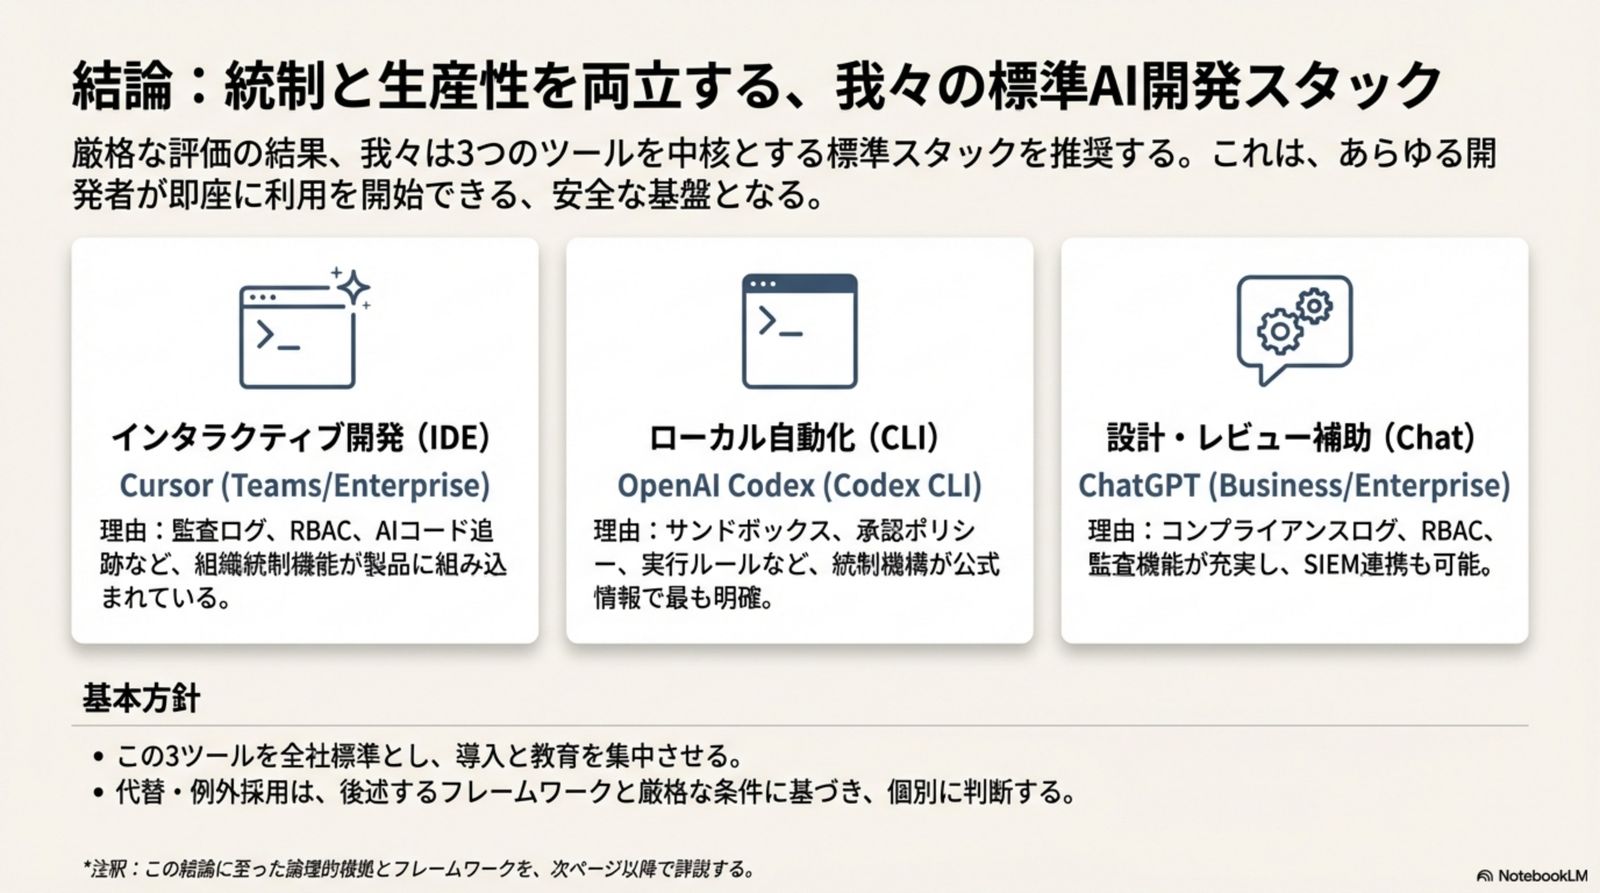 結論：統制と生産性を両立する、我々の標準AI開発スタック
厳格な評価の結果、我々は3つのツールを中核とする標準スタックを推奨する。これは、あらゆる開
発者が即座に利用を開始できる、安全な基盤となる。
インタラクティブ開発（IDE）
Cursor (Teams/Enterprise)
理由：監査ログ、RBAC、AIコード追
跡など、組織統制機能が製品に組み込
まれている。
ローカル自動化（CLI）
OpenAI Codex (Codex CLI)
理由：サンドボックス、承認ポリシ
ー、実行ルールなど、統制機構が公式
情報で最も明確。
設計・レビュー補助（Chat）
ChatGPT (Business/Enterprise)
理由：コンプライアンスログ、RBAC、
監査機能が充実し、SIEM連携も可能。
基本方針
• この3ツールを全社標準とし、導入と教育を集中させる。
• 代替・例外採用は、後述するフレームワークと厳格な条件に基づき、個別に判断する。
*注釈：この結論に至った論理的根拠とフレームワークを、次ページ以降で詳説する。
NotebookLM